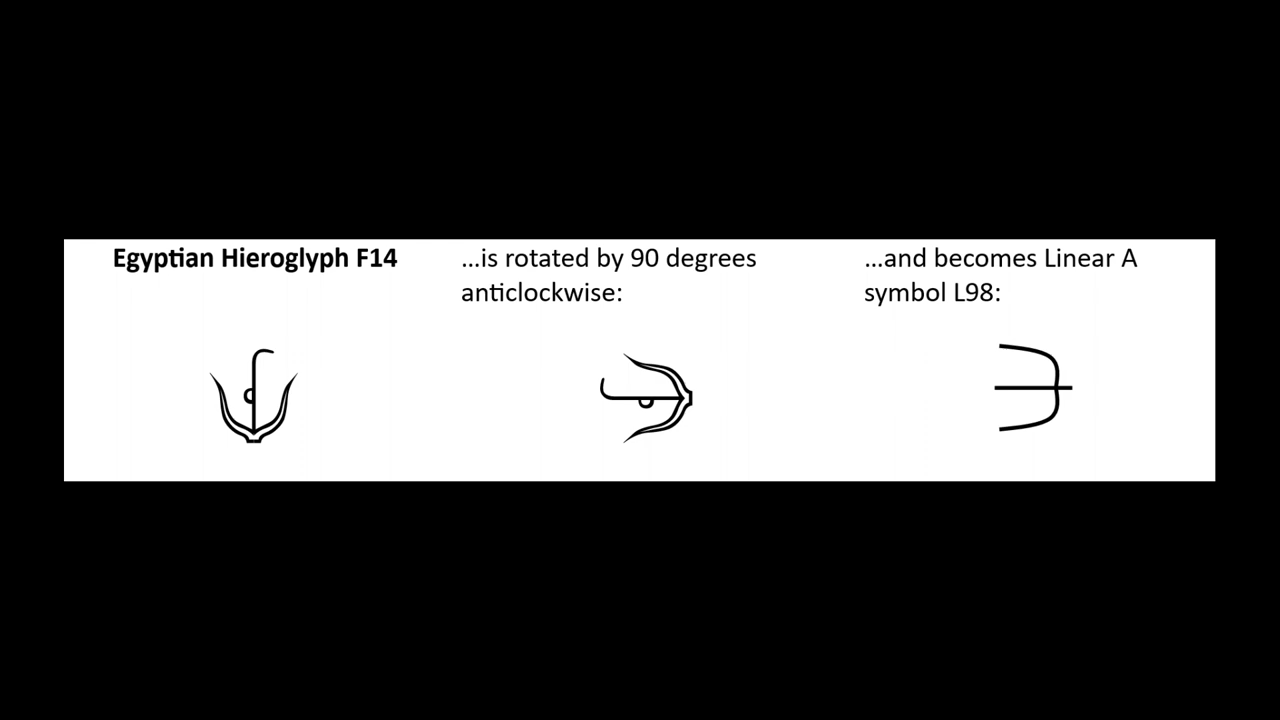 Egyptian Hieroglyph F14
...is rotated by 90 degrees
anticlockwise:
...and becomes Linear A
symbol L98: